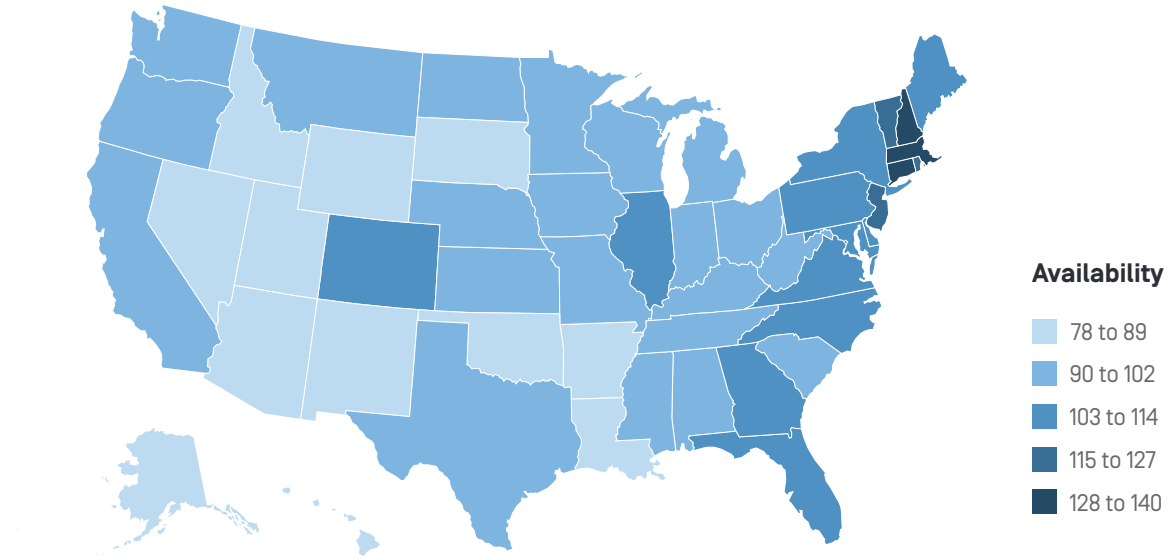 Availability
78 to 89
90 to 102
103 to 114
115 to 127
128 to 140